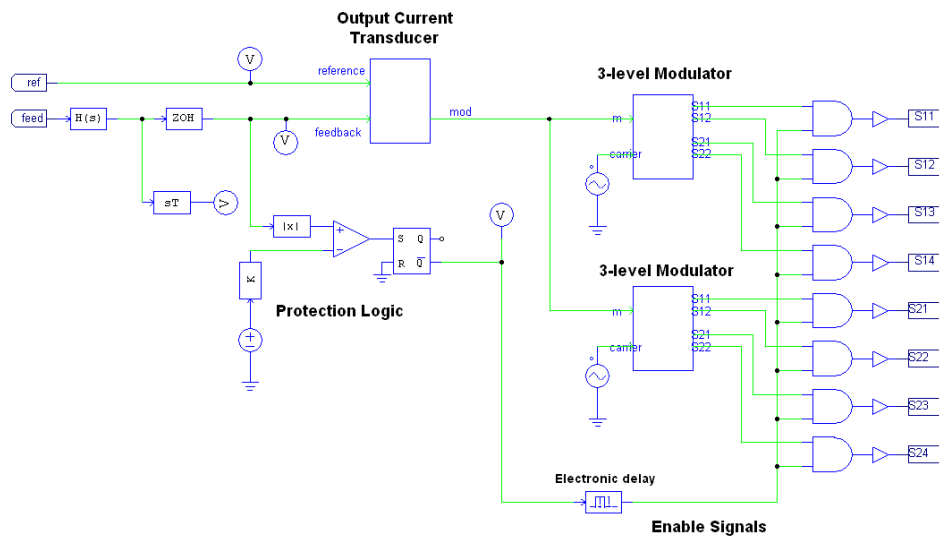 Output Current
Transducer
V
reference
3-level Modulator
ref
feed
H(s)
ZOH
mod
feedback
V
m
carrier
S11
S12
S21
S22
S11
S12
S13
S14
sT
V
|x|
+
−
S Q
R Q̅
V
K
Protection Logic
+
−
3-level Modulator
m
carrier
S11
S12
S21
S22
S21
S22
S23
S24
Electronic delay
Enable Signals